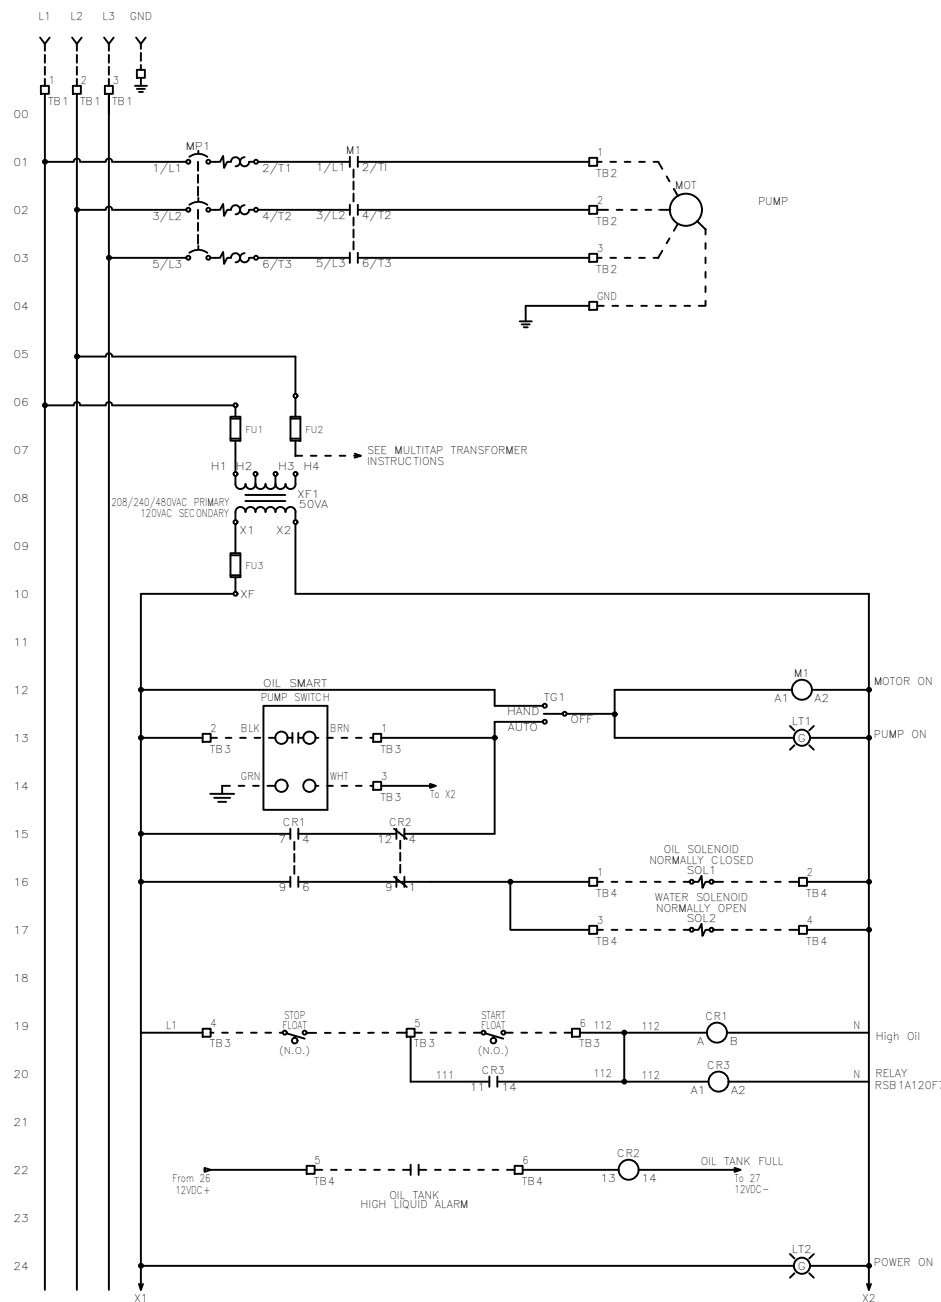 L1 L2 L3 GND
1 2 3
TB1 TB1 TB1
00
MP1 M1 1
01
1/L1 2/T1 1/L1 2/TI TB2
MOT
2
02 PUMP
3/L2 4/T2 3/L2 4/T2 TB2
3
03
5/L3 6/T3 5/L3 6/T3 TB2
GND
04
05
06
FU1 FU2
07 SEE MULTITAP TRANSFORMER
INSTRUCTIONS
H1 H2 H3 H4
XF1
50VA
08
208/240/480VAC PRIMARY
120VAC SECONDARY
X1 X2
09
FU3
10 XF
11
M1
12 OIL SMART MOTOR ON
PUMP SWITCH TG1 A1 A2
HAND OFF LT1
AUTO
2 BLK BRN 1
13 G PUMP ON
TB3 TB3
GRN WHT 3
14
TB3 To X2
CR1 CR2
15
7 4 12 4
OIL SOLENOID
NORMALLY CLOSED
1 SOL1 2
16
9 6 9 1 TB4 TB4
WATER SOLENOID
NORMALLY OPEN
3 SOL2 4
17
TB4 TB4
18
STOP START CR1
FLOAT FLOAT
19 L1 4 5 6 112 112 N
TB3 TB3 TB3 A B High Oil
(N.O.) (N.O.)
CR3 CR3
20 111 112 112 N RELAY
11 14 A1 A2 RSB1A120F7
21
CR2
5 6 OIL TANK FULL
22
From 26 TB4 TB4 13 14 To 27
12VDC+ 12VDC-
OIL TANK
HIGH LIQUID ALARM
23
LT2
24 G POWER ON
X1 X2